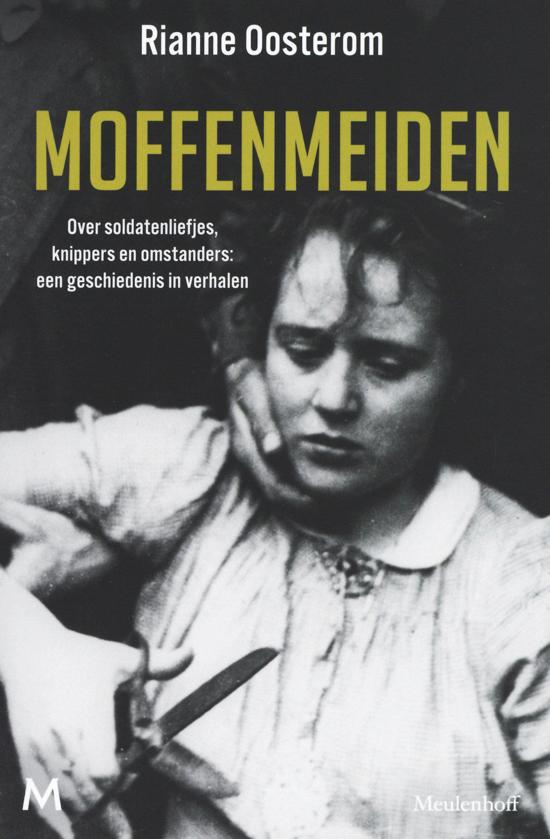 Rianne Oosterom
MOFFENMEIDEN
Over soldatenliefjes,
knippers en omstanders:
een geschiedenis in verhalen
M
Meulenhoff